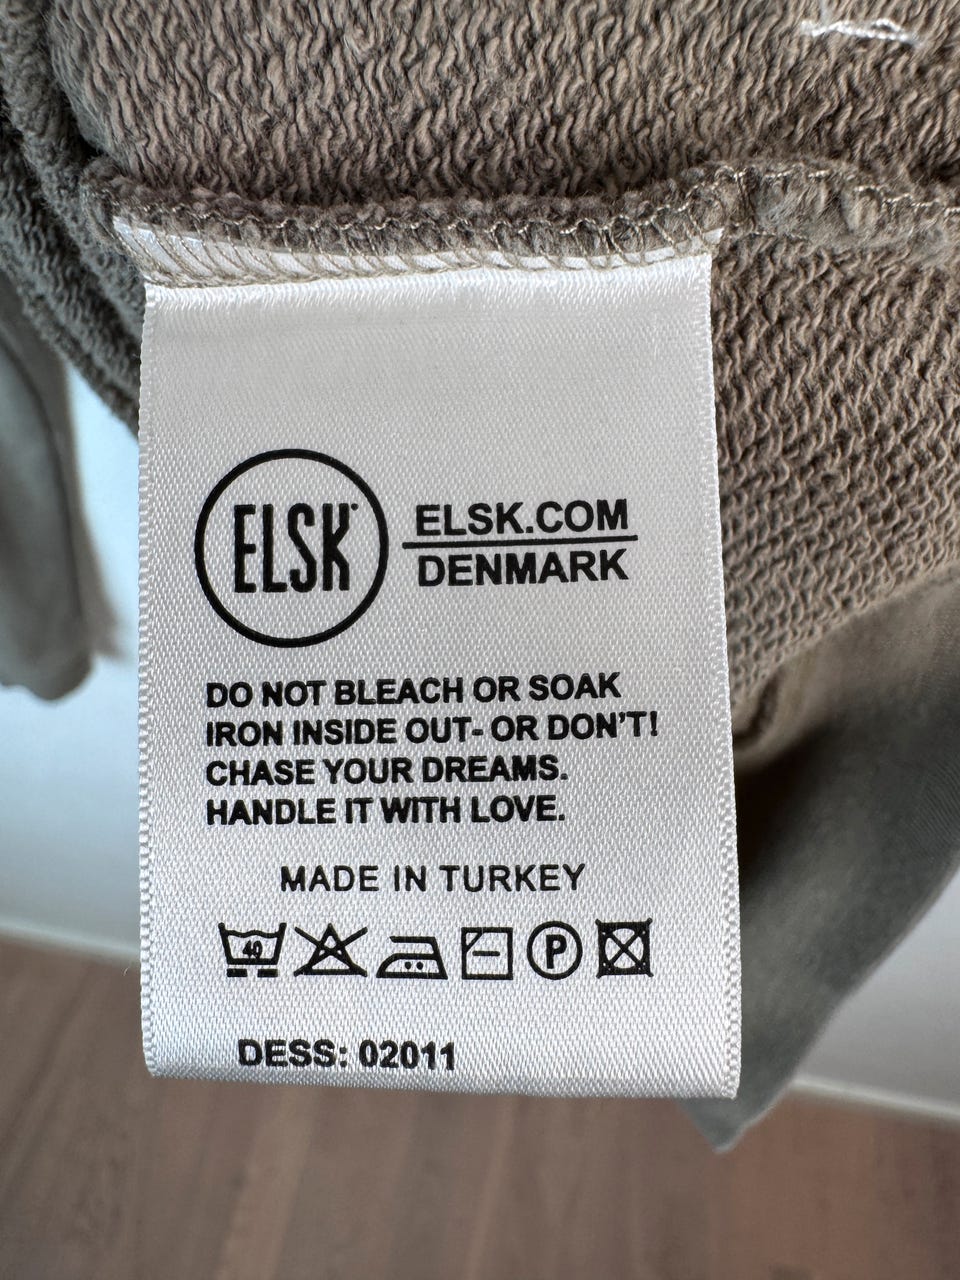 ELSK
ELSK.COM
DENMARK
DO NOT BLEACH OR SOAK
IRON INSIDE OUT- OR DON'T!
CHASE YOUR DREAMS.
HANDLE IT WITH LOVE.
MADE IN TURKEY
40 P
DESS: 02011